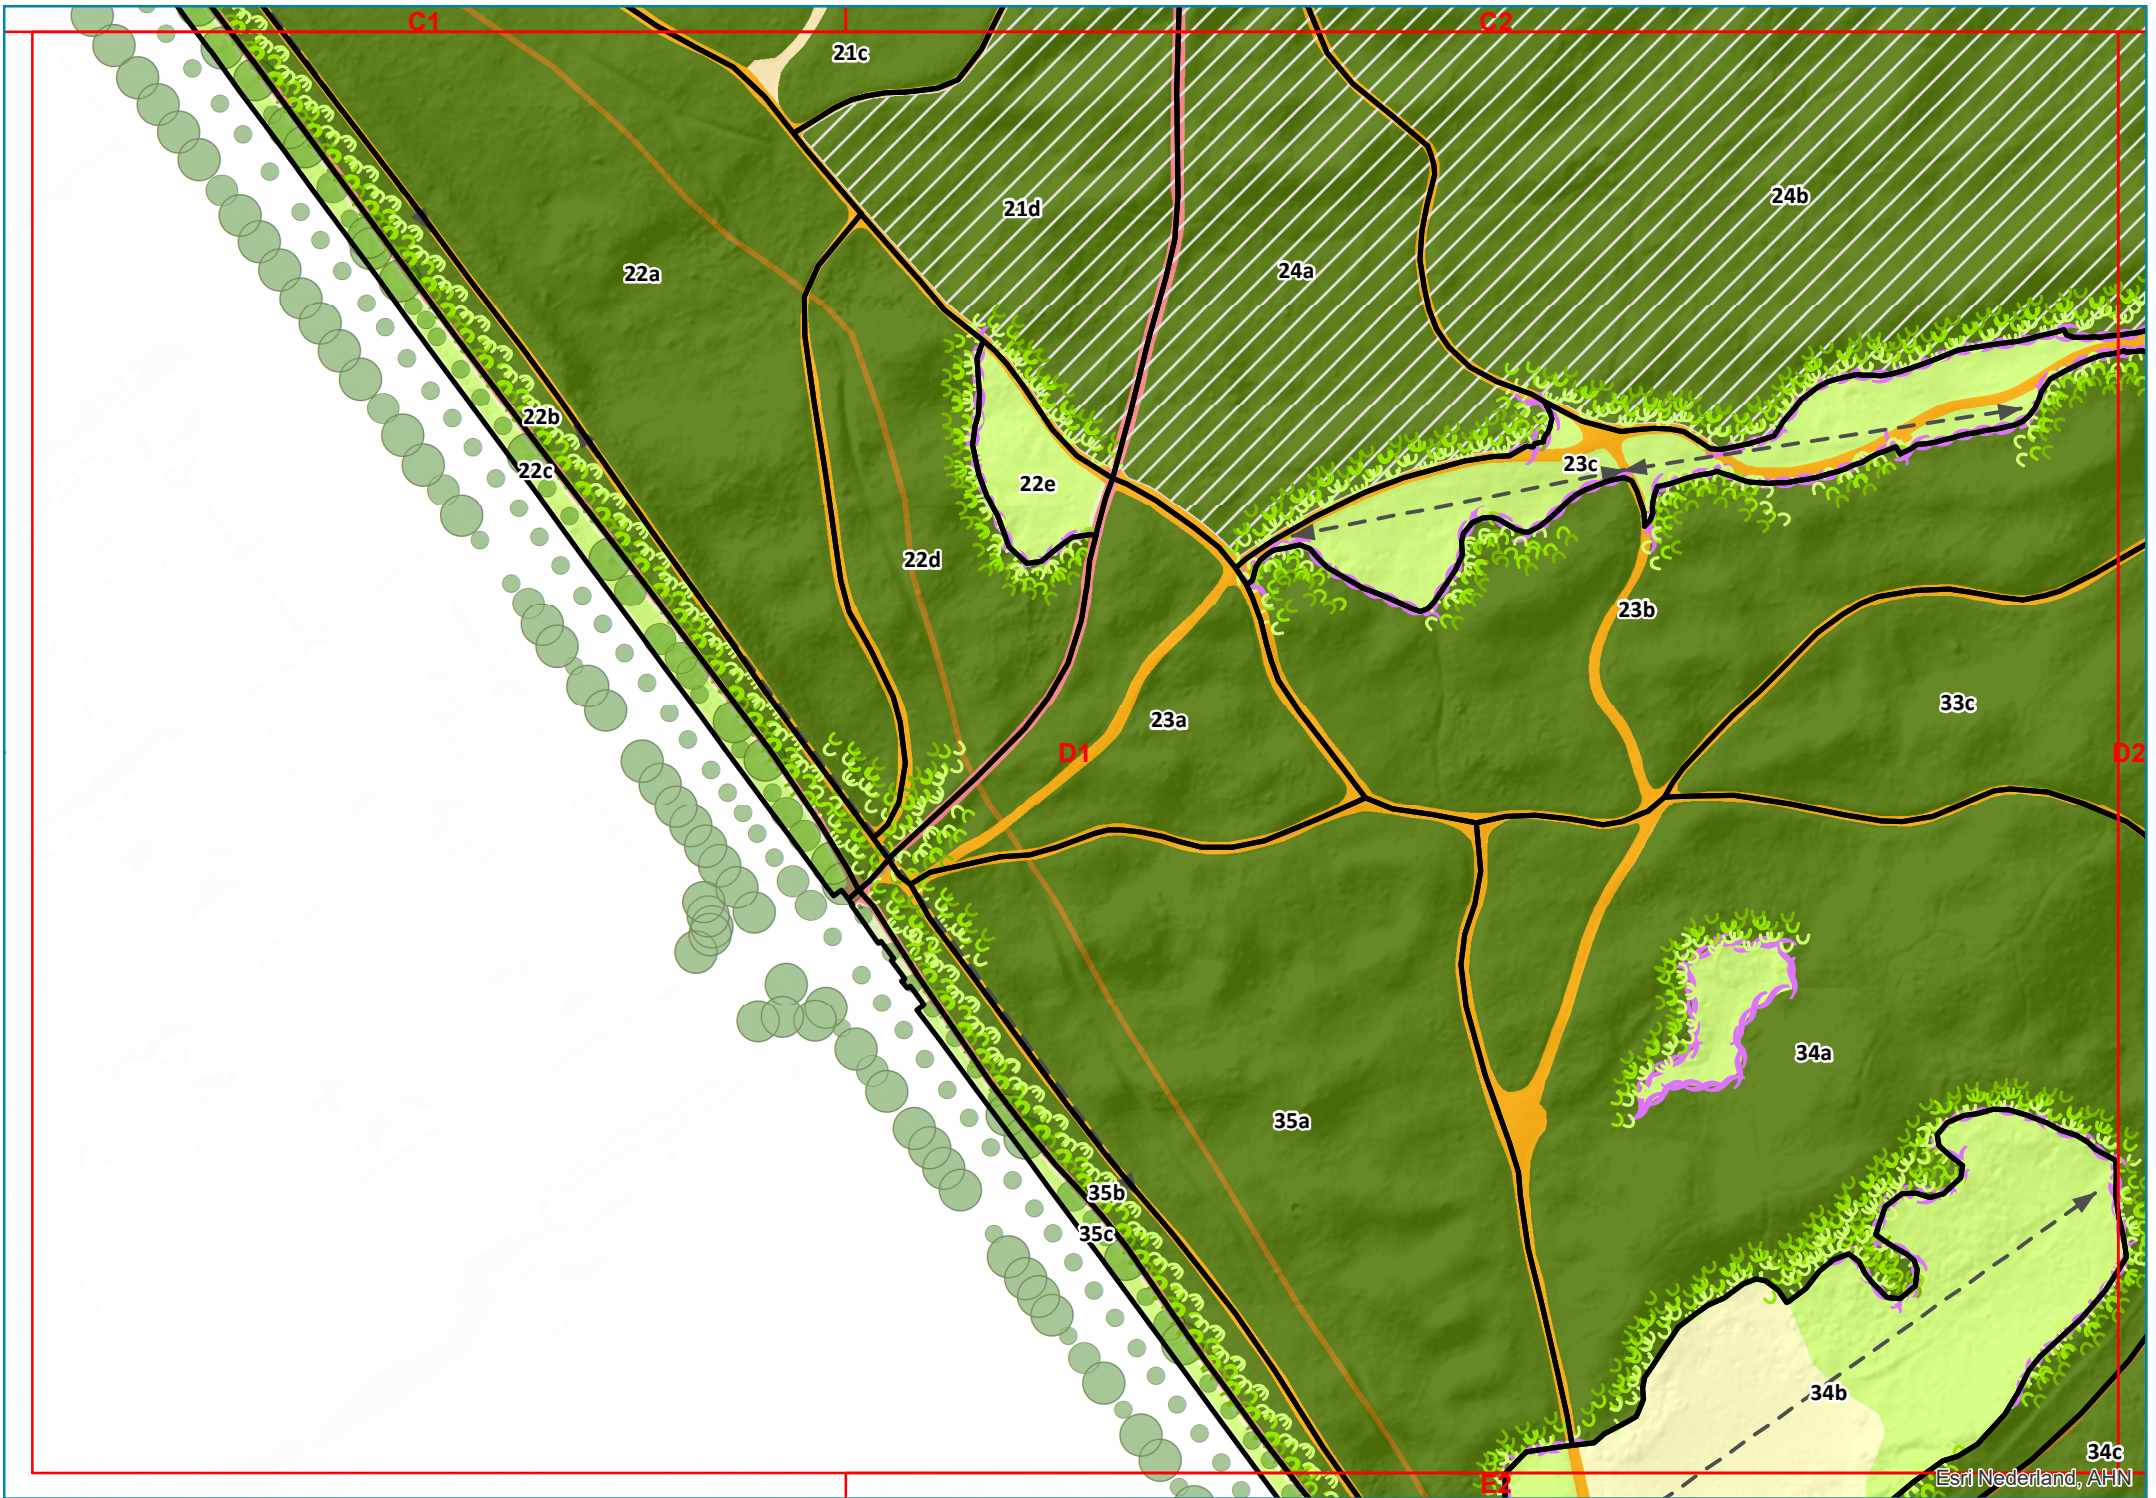 C1
C2
21c
24b
21d
24a
22a
22b
23c
22c
22e
22d
23b
33c
23a
D1
D2
34a
35a
35b
35c
34b
34c
Esri Nederland, AHN
E2